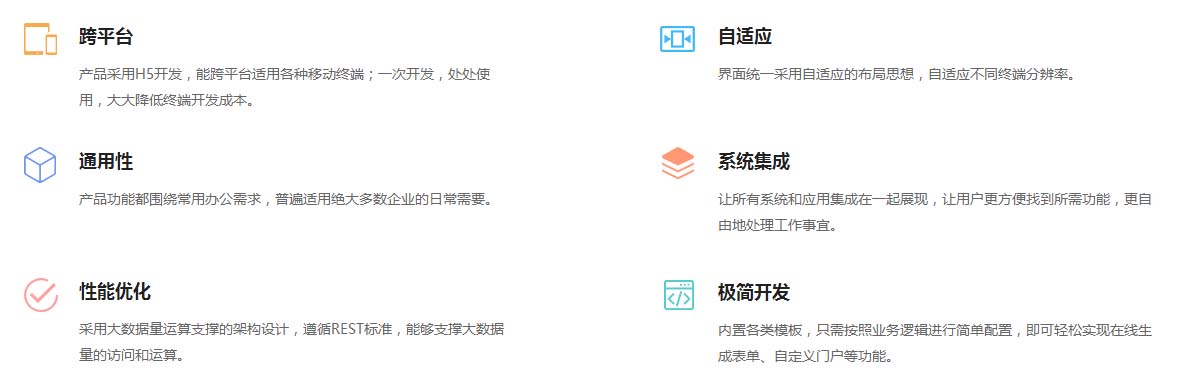 跨平台
产品采用H5开发，能跨平台适用各种移动终端；一次开发，处处使
用，大大降低终端开发成本。
自适应
界面统一采用自适应的布局思想，自适应不同终端分辨率。
通用性
产品功能都围绕常用办公需求，普遍适用绝大多数企业的日常需要。
系统集成
让所有系统和应用集成在一起展现，让用户更方便找到所需功能，更自
由地处理工作事宜。
性能优化
采用大数据量运算支撑的架构设计，遵循REST标准，能够支撑大数据
量的访问和运算。
极简开发
内置各类模板，只需按照业务逻辑进行简单配置，即可轻松实现在线生
成表单、自定义门户等功能。